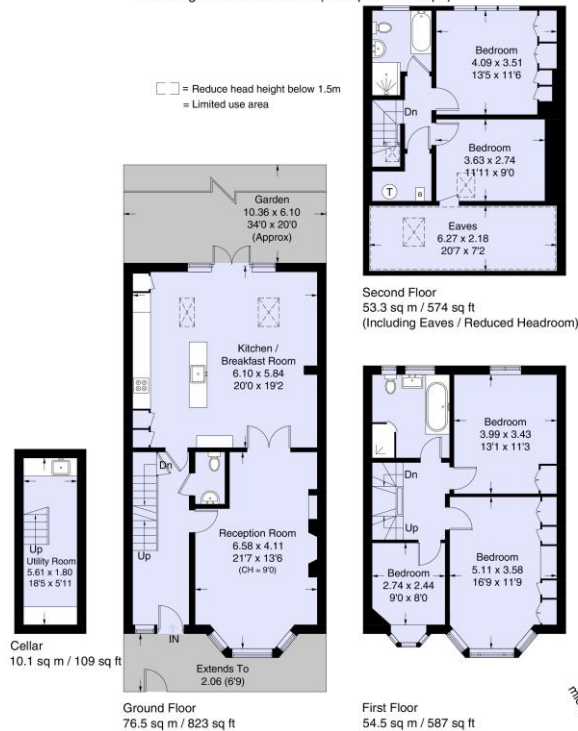 = Reduce head height below 1.5m
= Limited use area
Bedroom
4.09 x 3.51
13'5 x 11'6
Dn
Bedroom
3.63 x 2.74
11'11 x 9'0
T
B
Eaves
6.27 x 2.18
20'7 x 7'2
Second Floor
53.3 sq m / 574 sq ft
(Including Eaves / Reduced Headroom)
Garden
10.36 x 6.10
34'0 x 20'0
(Approx)
Kitchen /
Breakfast Room
6.10 x 5.84
20'0 x 19'2
Dn
Up
Reception Room
6.58 x 4.11
21'7 x 13'6
(CH = 9'0)
IN
Extends To
2.06 (6'9)
Ground Floor
76.5 sq m / 823 sq ft
Up
Utility Room
5.61 x 1.80
18'5 x 5'11
Cellar
10.1 sq m / 109 sq ft
Bedroom
3.99 x 3.43
13'1 x 11'3
Dn
Up
Bedroom
2.74 x 2.44
9'0 x 8'0
Bedroom
5.11 x 3.58
16'9 x 11'9
First Floor
54.5 sq m / 587 sq ft